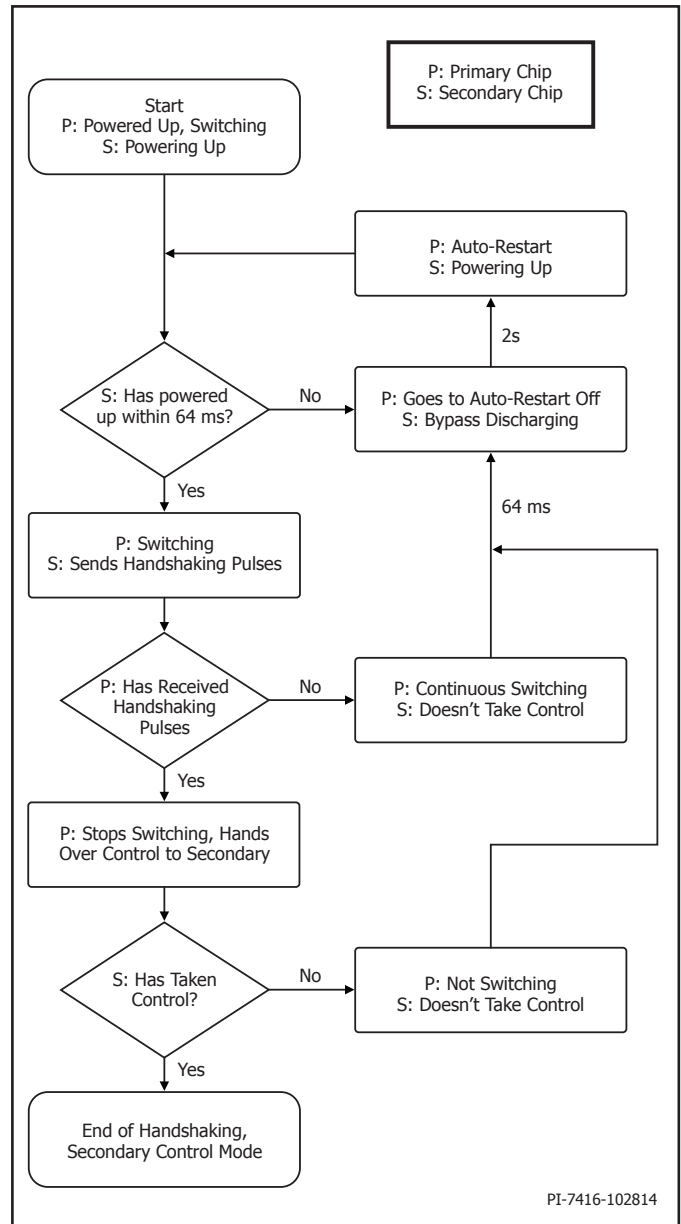 P: Primary Chip
S: Secondary Chip
Start
P: Powered Up, Switching
S: Powering Up
P: Auto-Restart
S: Powering Up
2s
S: Has powered
up within 64 ms?
No
P: Goes to Auto-Restart Off
S: Bypass Discharging
Yes
64 ms
P: Switching
S: Sends Handshaking Pulses
P: Has Received
Handshaking
Pulses
No
P: Continuous Switching
S: Doesn't Take Control
Yes
P: Stops Switching, Hands
Over Control to Secondary
S: Has Taken
Control?
No
P: Not Switching
S: Doesn't Take Control
Yes
End of Handshaking,
Secondary Control Mode
PI-7416-102814